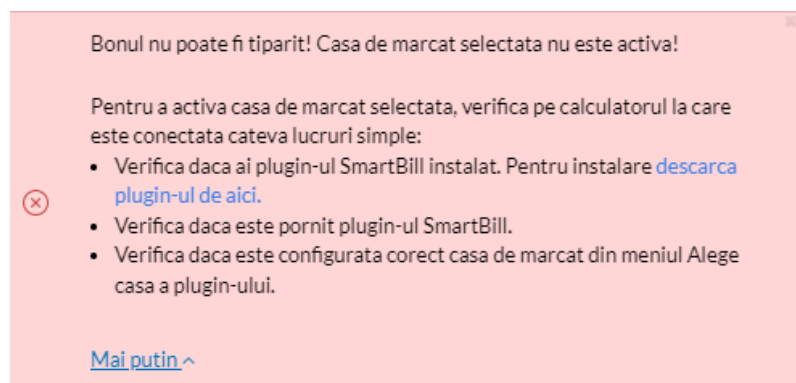 Bonul nu poate fi tiparit! Casa de marcat selectata nu este activa!
Pentru a activa casa de marcat selectata, verifica pe calculatorul la care
este conectata cateva lucruri simple:
• Verifica daca ai plugin-ul SmartBill instalat. Pentru instalare descarca
plugin-ul de aici.
• Verifica daca este pornit plugin-ul SmartBill.
• Verifica daca este configurata corect casa de marcat din meniul Alege
casa a plugin-ului.
Mai putin